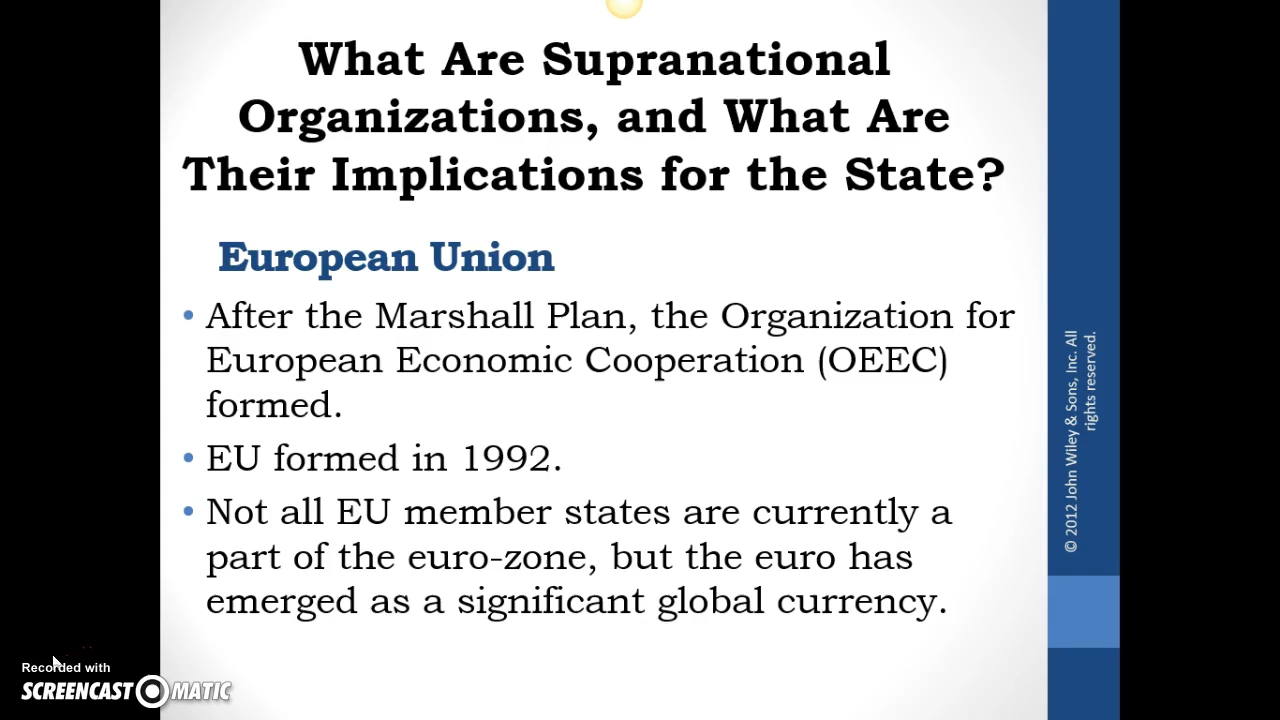 What Are Supranational
Organizations, and What Are
Their Implications for the State?
European Union
• After the Marshall Plan, the Organization for
European Economic Cooperation (OEEC)
formed.
• EU formed in 1992.
• Not all EU member states are currently a
part of the euro-zone, but the euro has
emerged as a significant global currency.
© 2012 John Wiley & Sons, Inc. All
rights reserved.
Recorded with
SCREENCAST MATIC